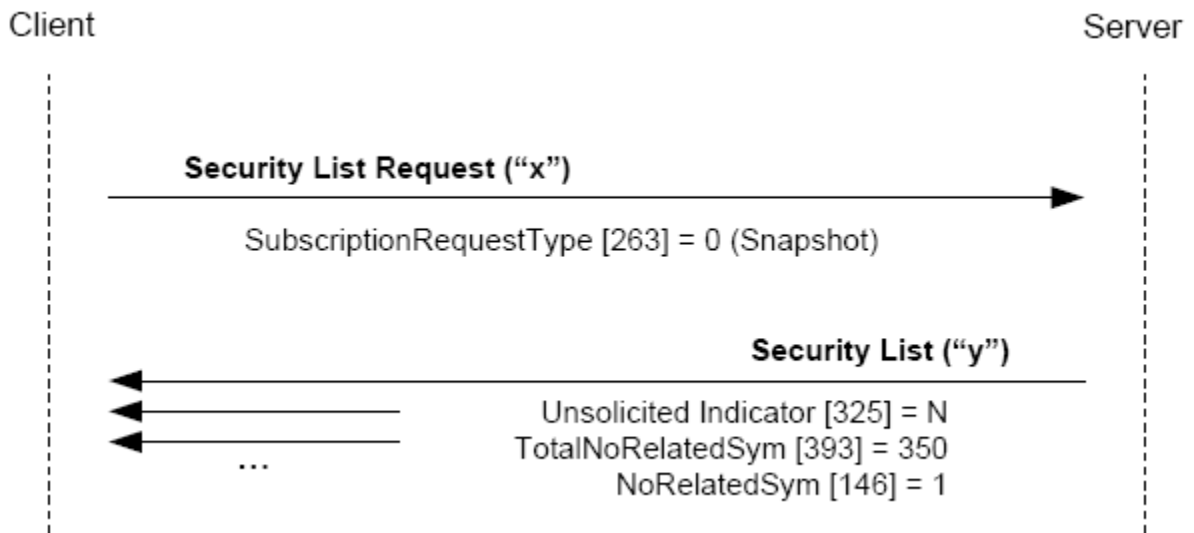 Client
Server
Security List Request (“x”)
SubscriptionRequestType [263] = 0 (Snapshot)
Security List (“y”)
Unsolicited Indicator [325] = N
TotalNoRelatedSym [393] = 350
...
NoRelatedSym [146] = 1